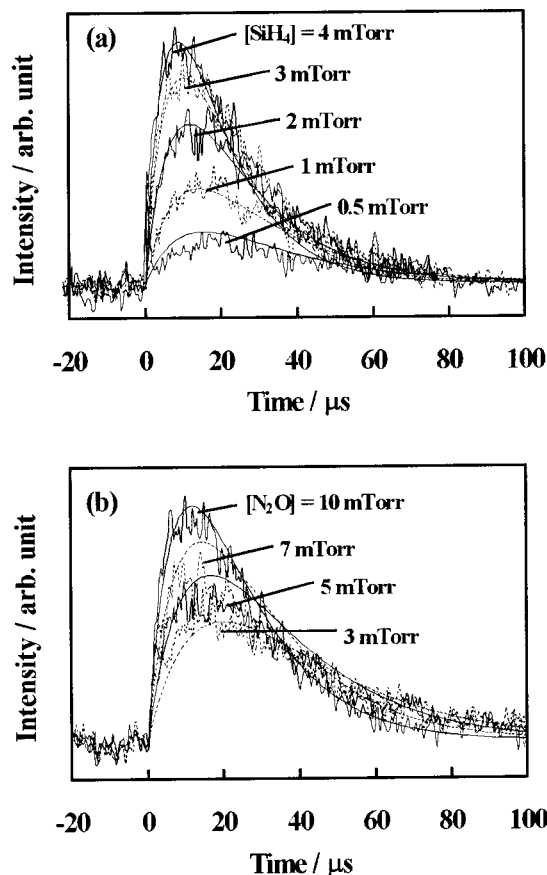 (a)
[SiH₄] = 4 mTorr
3 mTorr
2 mTorr
1 mTorr
0.5 mTorr
Intensity / arb. unit
-20 0 20 40 60 80 100
Time / μs
(b)
[N₂O] = 10 mTorr
7 mTorr
5 mTorr
3 mTorr
Intensity / arb. unit
-20 0 20 40 60 80 100
Time / μs